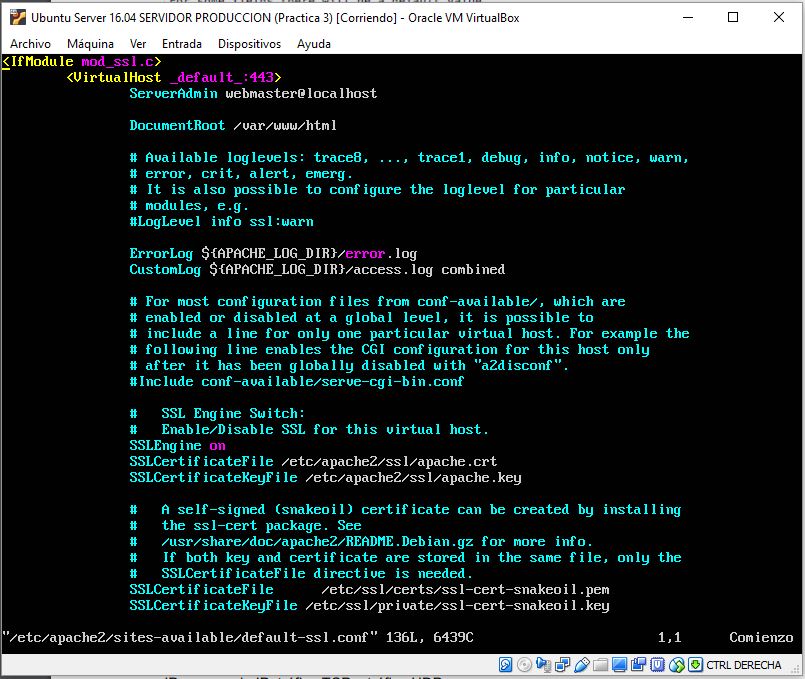 Ubuntu Server 16.04 SERVIDOR PRODUCCION (Practica 3) [Corriendo] - Oracle VM VirtualBox
Archivo Máquina Ver Entrada Dispositivos Ayuda
<IfModule mod_ssl.c>
<VirtualHost _default_:443>
ServerAdmin webmaster@localhost
DocumentRoot /var/www/html
# Available loglevels: trace8, ..., trace1, debug, info, notice, warn,
# error, crit, alert, emerg.
# It is also possible to configure the loglevel for particular
# modules, e.g.
#LogLevel info ssl:warn
ErrorLog ${APACHE_LOG_DIR}/error.log
CustomLog ${APACHE_LOG_DIR}/access.log combined
# For most configuration files from conf-available/, which are
# enabled or disabled at a global level, it is possible to
# include a line for only one particular virtual host. For example the
# following line enables the CGI configuration for this host only
# after it has been globally disabled with "a2disconf".
#Include conf-available/serve-cgi-bin.conf
# SSL Engine Switch:
# Enable/Disable SSL for this virtual host.
SSLEngine on
SSLCertificateFile /etc/apache2/ssl/apache.crt
SSLCertificateKeyFile /etc/apache2/ssl/apache.key
# A self-signed (snakeoil) certificate can be created by installing
# the ssl-cert package. See
# /usr/share/doc/apache2/README.Debian.gz for more info.
# If both key and certificate are stored in the same file, only the
# SSLCertificateFile directive is needed.
SSLCertificateFile /etc/ssl/certs/ssl-cert-snakeoil.pem
SSLCertificateKeyFile /etc/ssl/private/ssl-cert-snakeoil.key
"/etc/apache2/sites-available/default-ssl.conf" 136L, 6439C 1,1 Comienzo
CTRL DERECHA